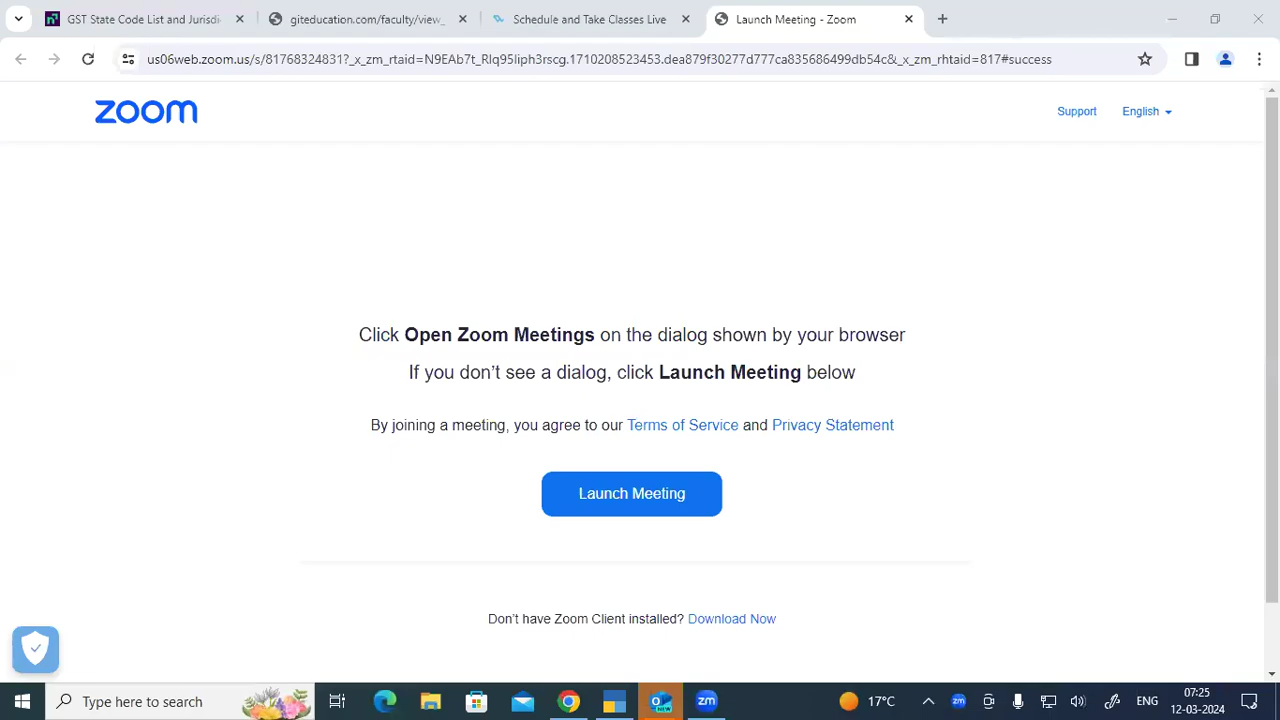 GST State Code List and Jurisdi
giteducation.com/faculty/view_
Schedule and Take Classes Live
Launch Meeting - Zoom
us06web.zoom.us/s/81768324831?_x_zm_rtaid=N9EAb7t_RIq95Iiph3rscg.1710208523453.dea879f30277d777ca835686499db54c&_x_zm_rhtaid=817#success
zoom
Support
English
Click Open Zoom Meetings on the dialog shown by your browser
If you don’t see a dialog, click Launch Meeting below
By joining a meeting, you agree to our Terms of Service and Privacy Statement
Launch Meeting
Don’t have Zoom Client installed? Download Now
Type here to search
NEW
zm
17°C
zm
ENG
07:25
12-03-2024